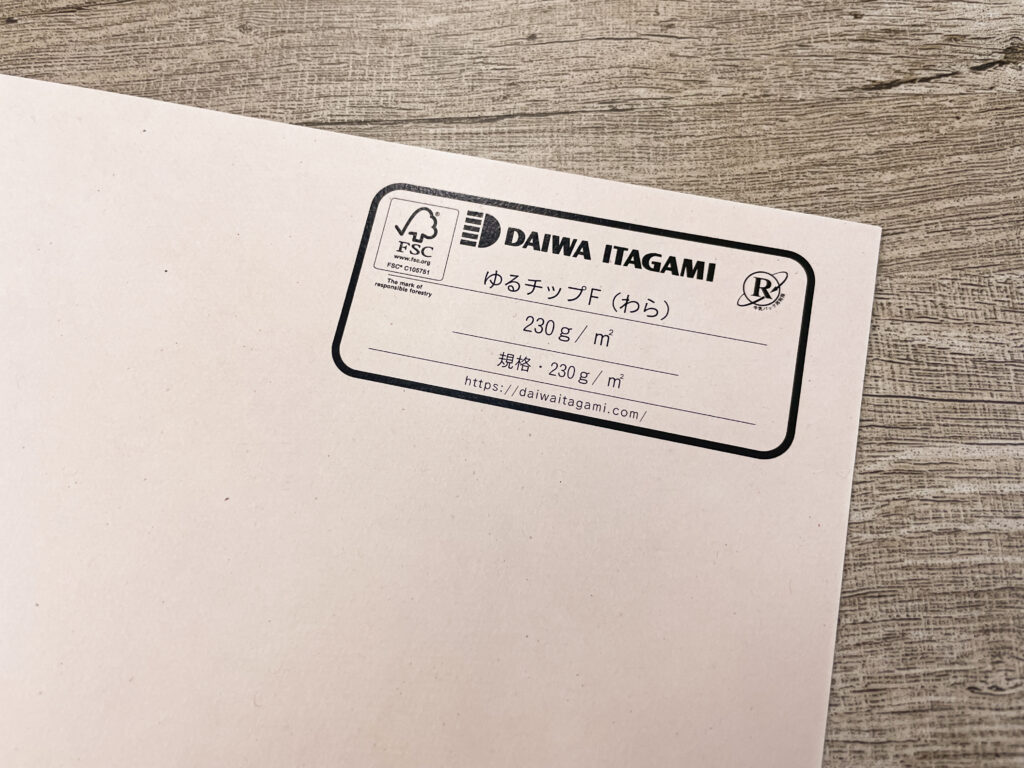 FSC®
www.fsc.org
FSC® C105751
The mark of
responsible forestry
DAIWA ITAGAMI
ゆるチップF（わら）
230g/㎡
規格・230g/㎡
https://daiwaitagami.com/
R